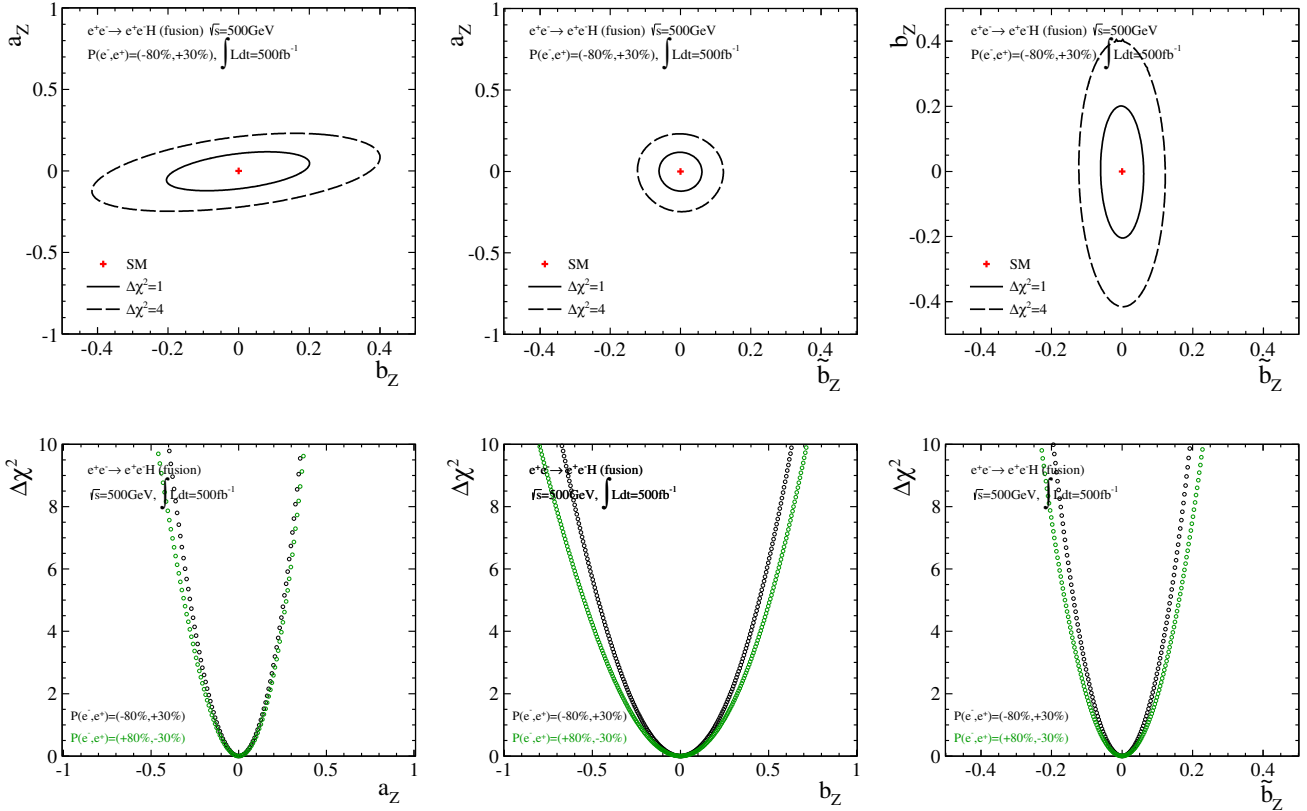 e⁺e⁻→ e⁺e⁻H (fusion) √s=500GeV
P(e⁻,e⁺)=(-80%,+30%), ∫Ldt=500fb⁻¹
a_Z
1
0.5
0
-0.5
-1
SM
Δχ²=1
Δχ²=4
-0.4 -0.2 0 0.2 0.4
b_Z
e⁺e⁻→ e⁺e⁻H (fusion) √s=500GeV
P(e⁻,e⁺)=(-80%,+30%), ∫Ldt=500fb⁻¹
a_Z
1
0.5
0
-0.5
-1
SM
Δχ²=1
Δχ²=4
-0.4 -0.2 0 0.2 0.4
b̃_Z
e⁺e⁻→ e⁺e⁻H (fusion) √s=500GeV
P(e⁻,e⁺)=(-80%,+30%), ∫Ldt=500fb⁻¹
b_Z
0.4
0.2
0
-0.2
-0.4
SM
Δχ²=1
Δχ²=4
-0.4 -0.2 0 0.2 0.4
b̃_Z
Δχ²
10
8
6
4
2
0
e⁺e⁻→ e⁺e⁻H (fusion)
√s=500GeV, ∫Ldt=500fb⁻¹
P(e⁻,e⁺)=(-80%,+30%)
P(e⁻,e⁺)=(+80%,-30%)
-1 -0.5 0 0.5 1
a_Z
Δχ²
10
8
6
4
2
0
e⁺e⁻→ e⁺e⁻H (fusion)
√s=500GeV, ∫Ldt=500fb⁻¹
P(e⁻,e⁺)=(-80%,+30%)
P(e⁻,e⁺)=(+80%,-30%)
-1 -0.5 0 0.5 1
b_Z
Δχ²
10
8
6
4
2
0
e⁺e⁻→ e⁺e⁻H (fusion)
√s=500GeV, ∫Ldt=500fb⁻¹
P(e⁻,e⁺)=(-80%,+30%)
P(e⁻,e⁺)=(+80%,-30%)
-0.4 -0.2 0 0.2 0.4
b̃_Z